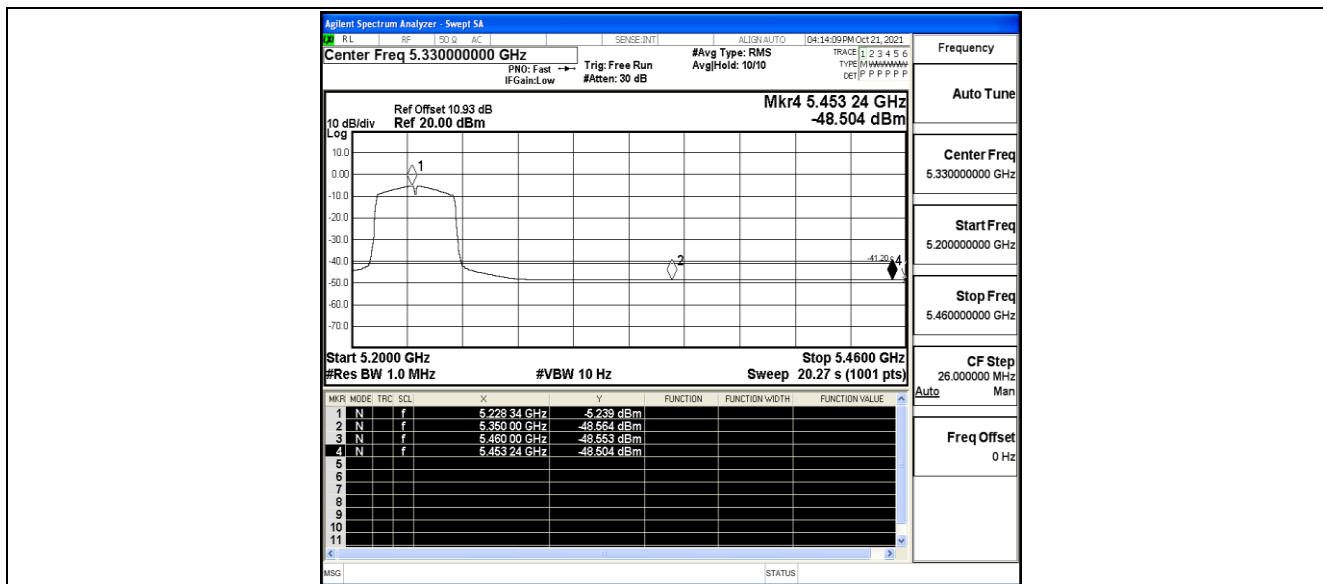 Agilent Spectrum Analyzer - Swept SA
RL RF 50 Ω AC SENSE:INT ALIGNAUTO 04:14:09PM Oct 21, 2021
Center Freq 5.330000000 GHz
PNO: Fast
IFGain:Low
Trig: Free Run
#Atten: 30 dB
#Avg Type: RMS
Avg|Hold: 10/10
TRACE 1 2 3 4 5 6
TYPE M WWWWW
DET P P P P P P
Ref Offset 10.93 dB
10 dB/div Ref 20.00 dBm
Log
Mkr4 5.453 24 GHz
-48.504 dBm
10.0
0.00
-10.0
-20.0
-30.0
-40.0
-50.0
-60.0
-70.0
1
2
4
Start 5.2000 GHz Stop 5.4600 GHz
#Res BW 1.0 MHz #VBW 10 Hz Sweep 20.27 s (1001 pts)
MKR MODE TRC SCL X Y FUNCTION FUNCTION WIDTH FUNCTION VALUE
1 N f 5.228 34 GHz -5.239 dBm
2 N f 5.350 00 GHz -48.564 dBm
3 N f 5.460 00 GHz -48.553 dBm
4 N f 5.453 24 GHz -48.504 dBm
5
6
7
8
9
10
11
MSG STATUS
Frequency
Auto Tune
Center Freq
5.330000000 GHz
Start Freq
5.200000000 GHz
Stop Freq
5.460000000 GHz
CF Step
26.000000 MHz
Auto Man
Freq Offset
0 Hz